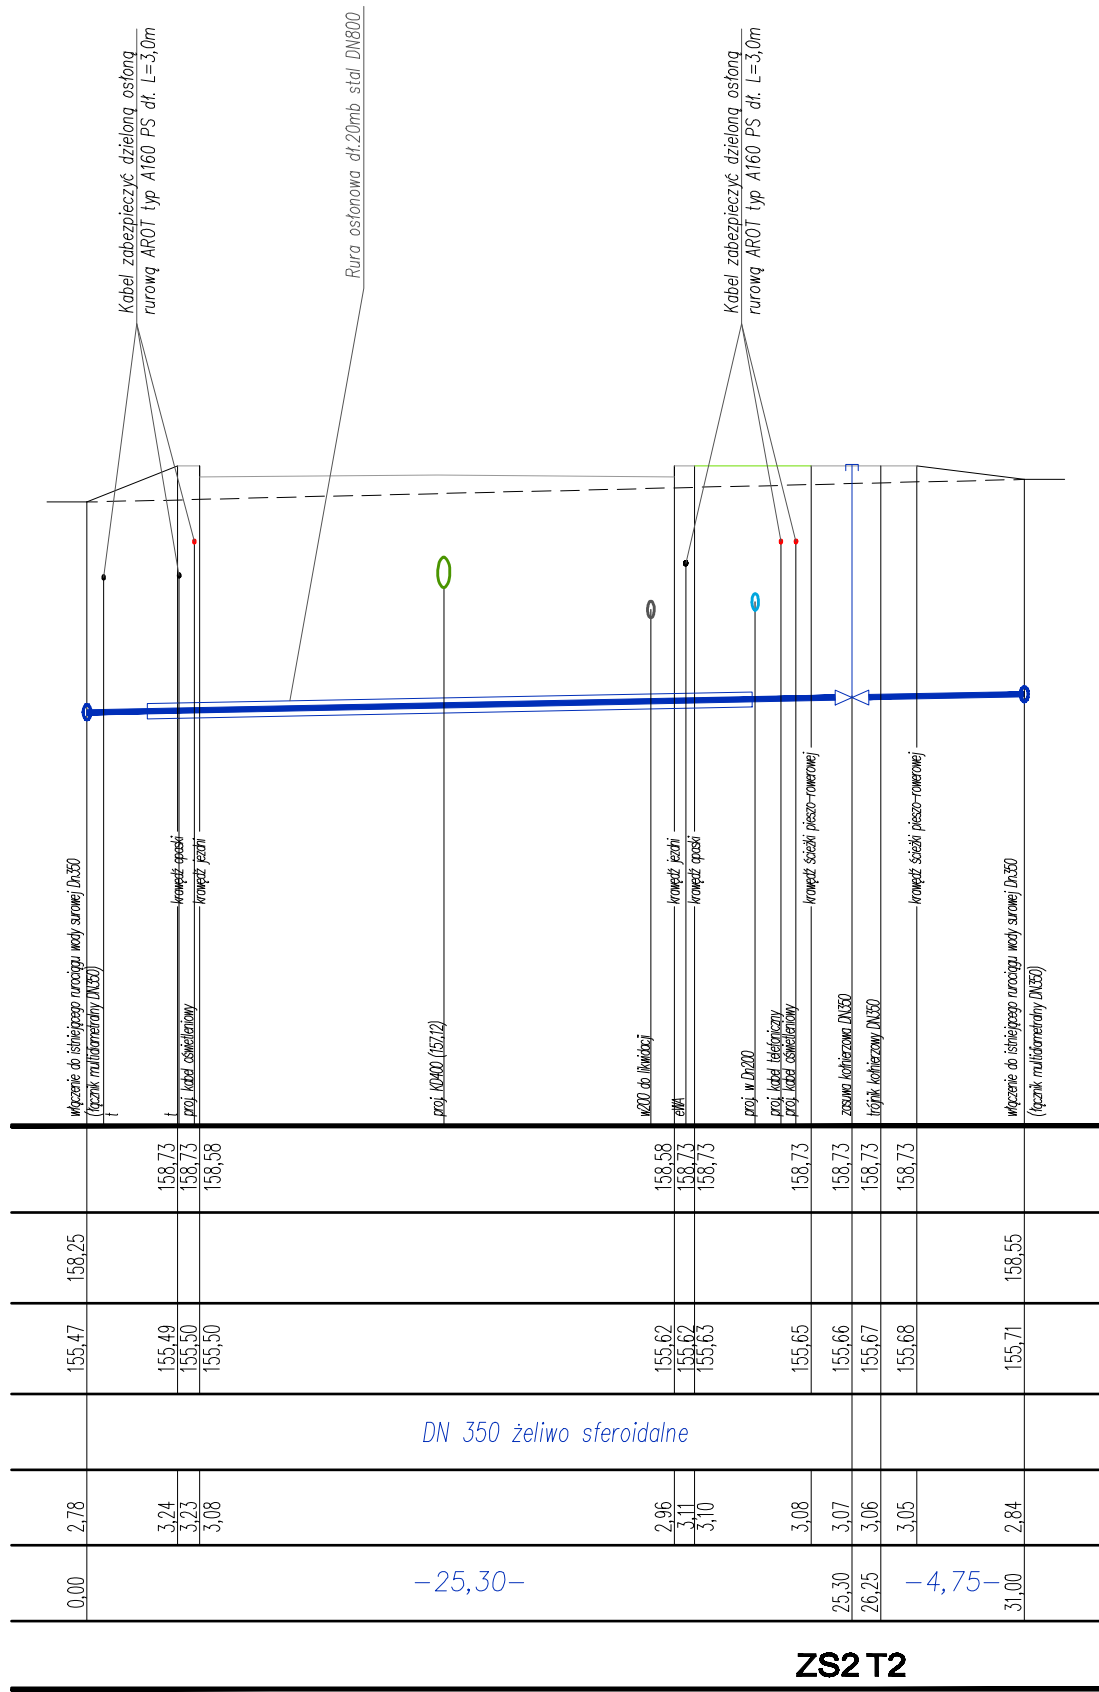 Kabel zabezpieczyć dzieloną osłoną
rurową AROT typ A160 PS dł. L=3,0m
Rura osłonowa dł.20mb stal DN800
Kabel zabezpieczyć dzieloną osłoną
rurową AROT typ A160 PS dł. L=3,0m
włączenie do istniejącego rurociągu wody surowej Dn350
(łącznik multidiametralny DN350)
t
t
krawędź opaski
proj. kabel oświetleniowy
krawędź jezdni
proj. KD400 (157.12)
w200 do likwidacji
krawędź jezdni
eWA
krawędź opaski
proj. w Dn200
proj. kabel telefoniczny
proj. kabel oświetleniowy
krawędź ścieżki pieszo-rowerowej
zasuwa kołnierzowa DN350
trójnik kołnierzowy DN350
krawędź ścieżki pieszo-rowerowej
włączenie do istniejącego rurociągu wody surowej Dn350
(łącznik multidiametralny DN350)
158,73
158,73
158,58
158,58
158,73
158,73
158,73
158,73
158,73
158,73
158,25
158,55
155,47
155,49
155,50
155,50
155,62
155,62
155,63
155,65
155,66
155,67
155,68
155,71
DN 350 żeliwo sferoidalne
2,78
3,24
3,23
3,08
2,96
3,11
3,10
3,08
3,07
3,06
3,05
2,84
0,00
-25,30-
25,30
26,25
-4,75-
31,00
ZS2 T2